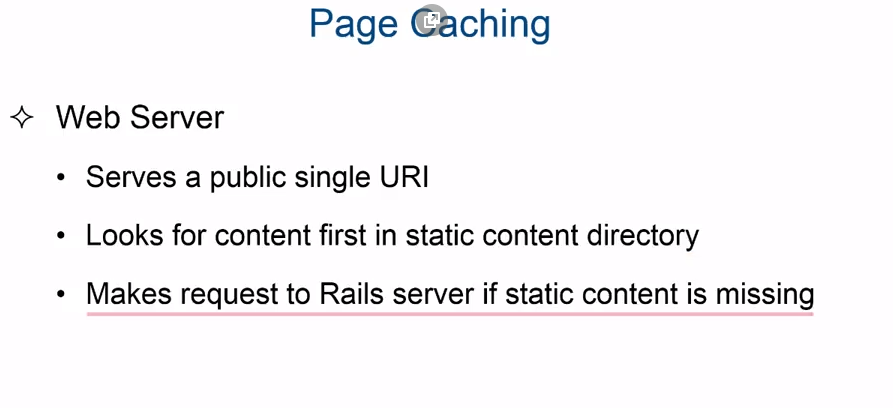 Page Caching
Web Server
• Serves a public single URI
• Looks for content first in static content directory
• Makes request to Rails server if static content is missing